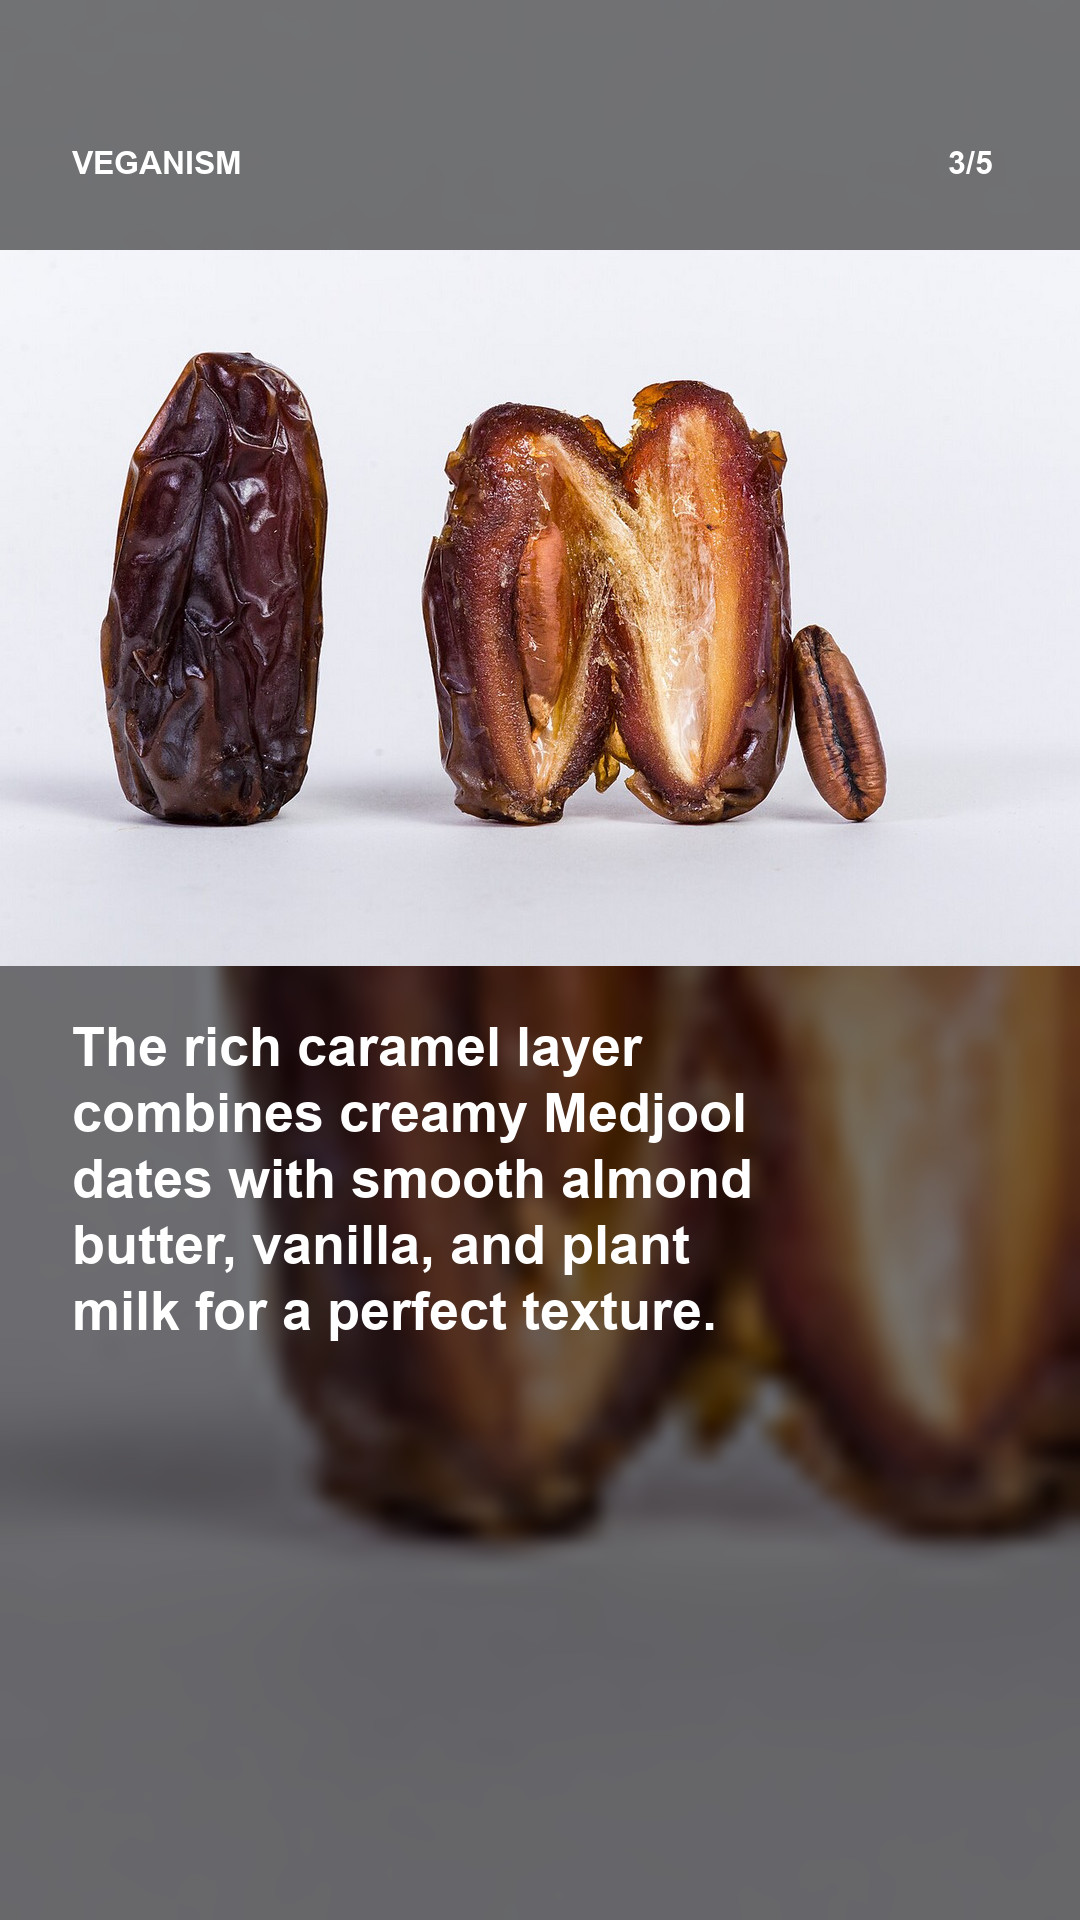 VEGANISM
3/5
The rich caramel layer
combines creamy Medjool
dates with smooth almond
butter, vanilla, and plant
milk for a perfect texture.